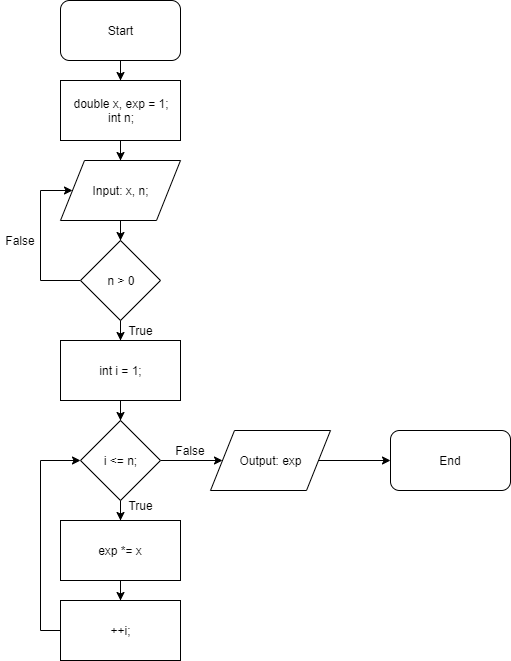 Start
double x, exp = 1;
int n;
Input: x, n;
False
n > 0
True
int i = 1;
i <= n;
False
Output: exp
End
True
exp *= x
++i;